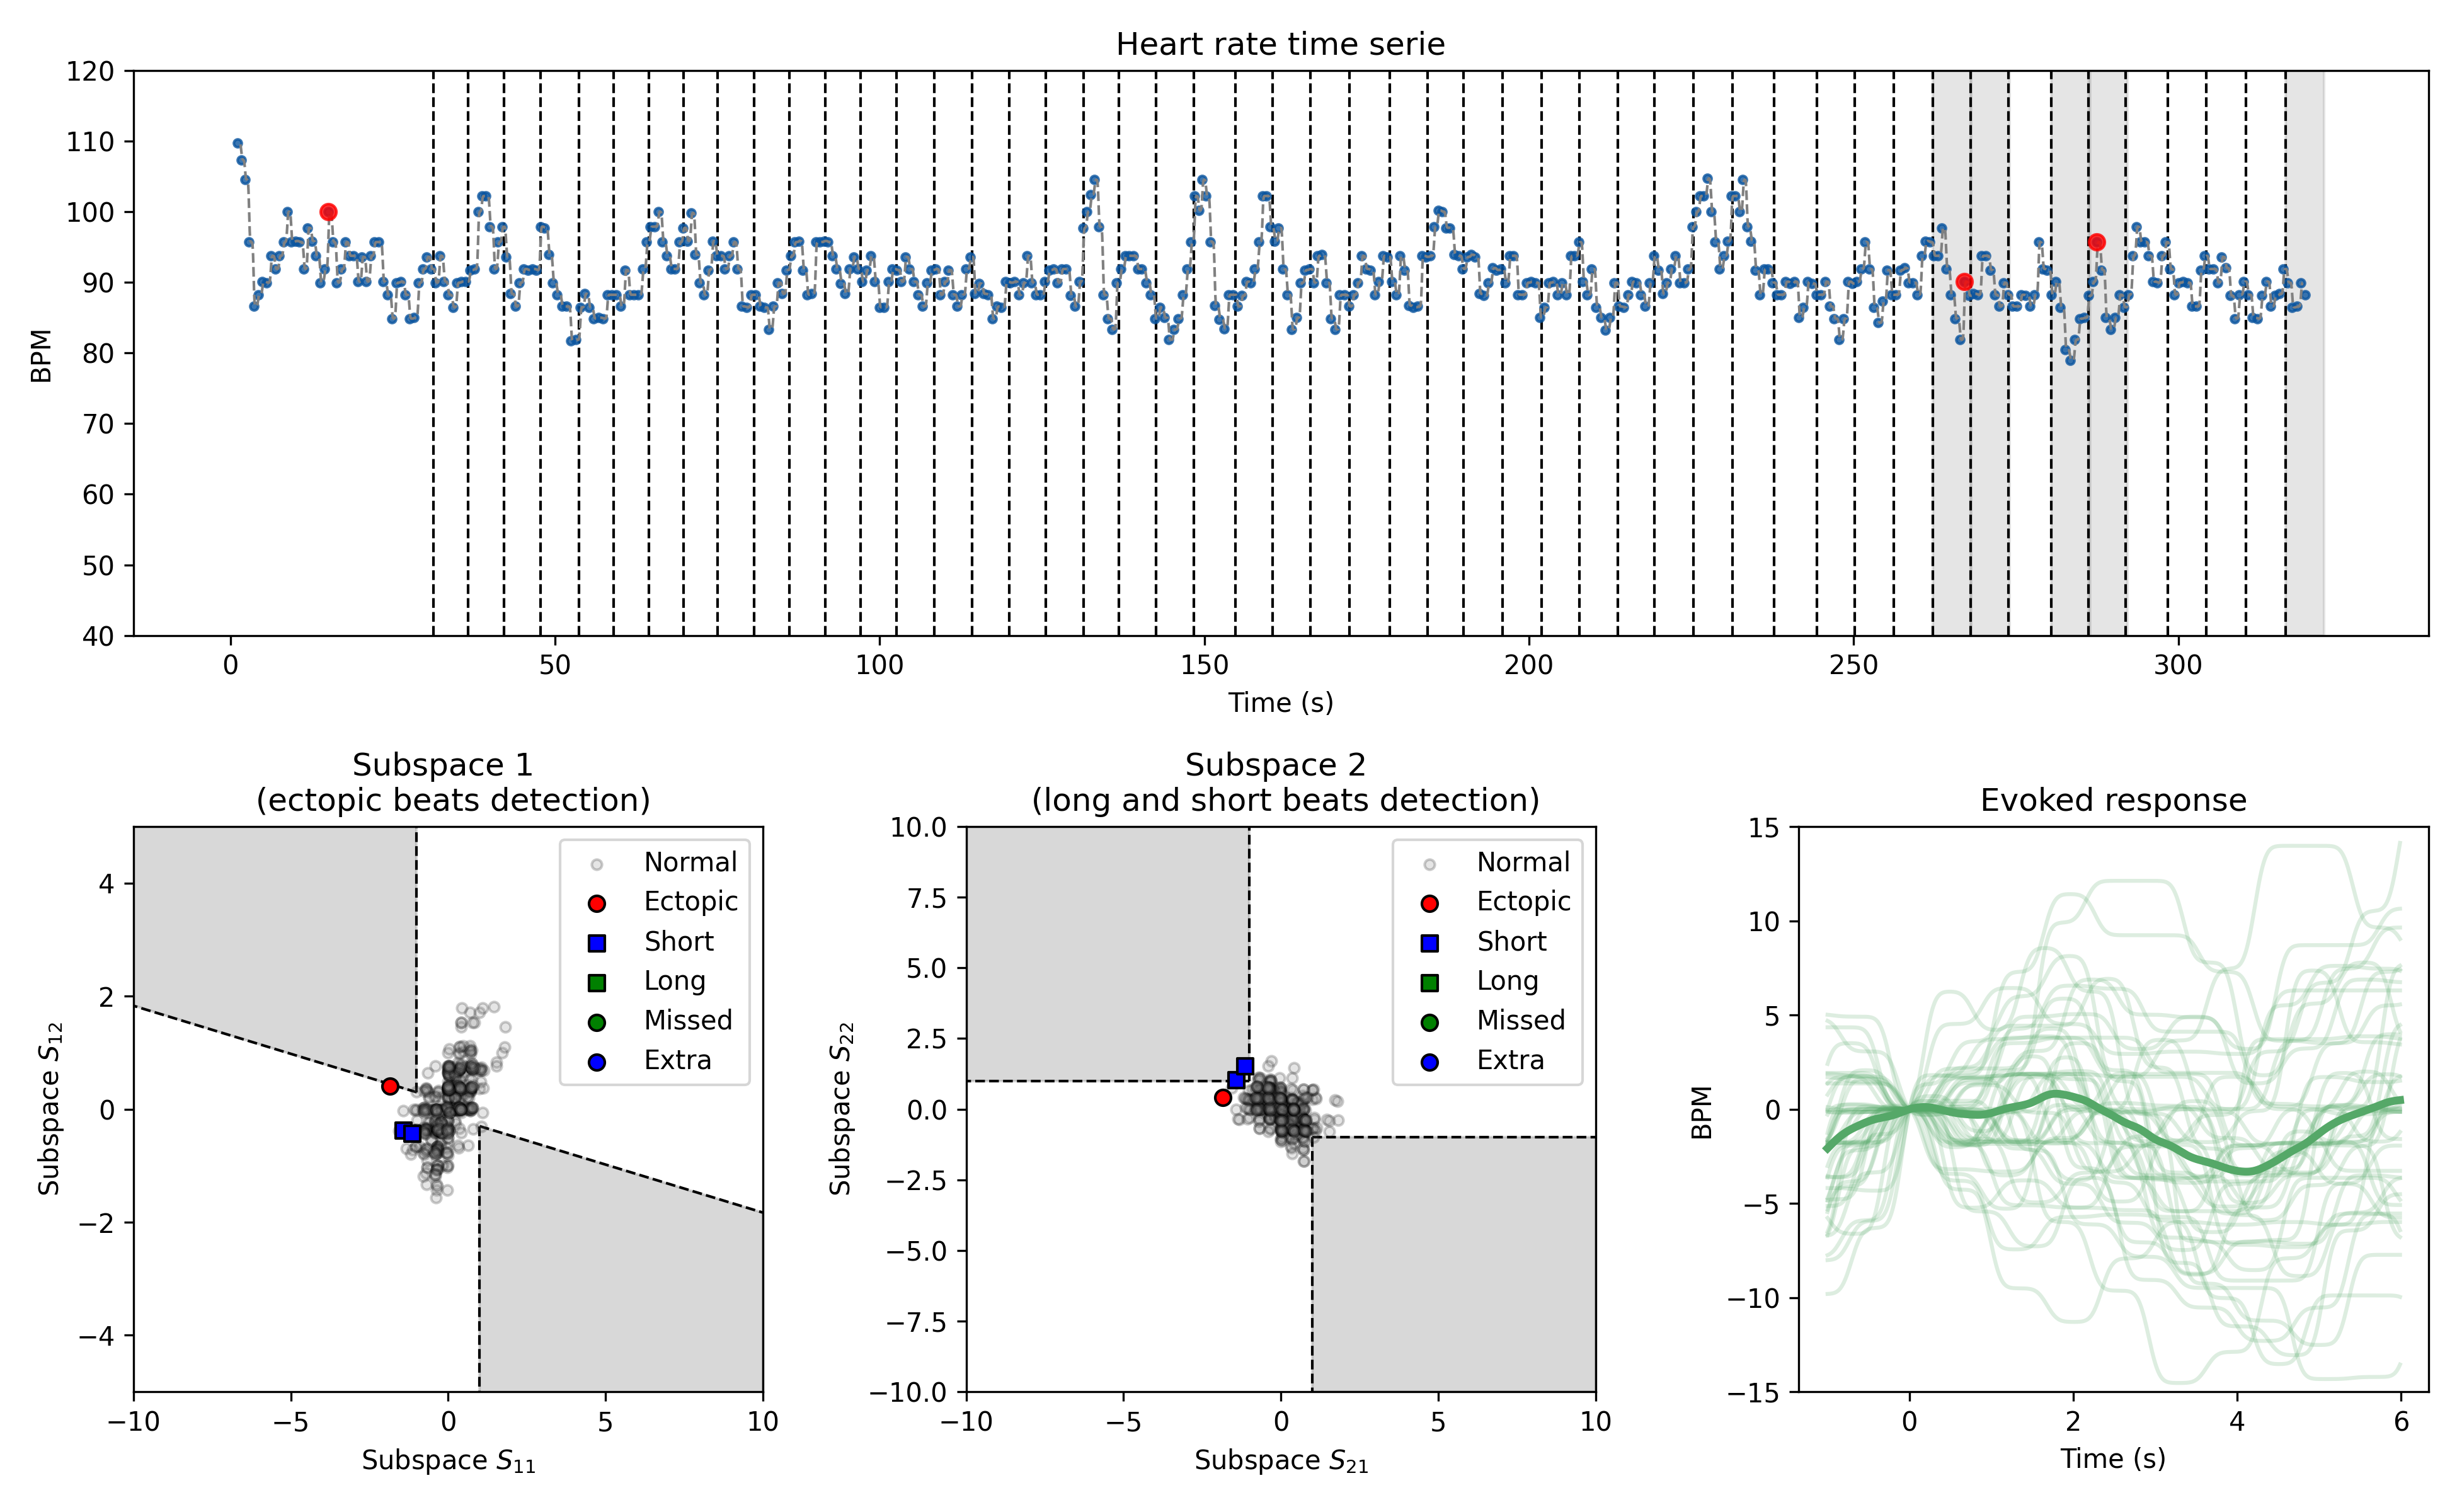 Heart rate time serie
120
110
100
90
80
70
60
50
40
BPM
0 50 100 150 200 250 300
Time (s)
Subspace 1
(ectopic beats detection)
4
2
0
−2
−4
Subspace S12
Normal
Ectopic
Short
Long
Missed
Extra
−10 −5 0 5 10
Subspace S11
Subspace 2
(long and short beats detection)
10.0
7.5
5.0
2.5
0.0
−2.5
−5.0
−7.5
−10.0
Subspace S22
Normal
Ectopic
Short
Long
Missed
Extra
−10 −5 0 5 10
Subspace S21
Evoked response
15
10
5
0
−5
−10
−15
BPM
0 2 4 6
Time (s)